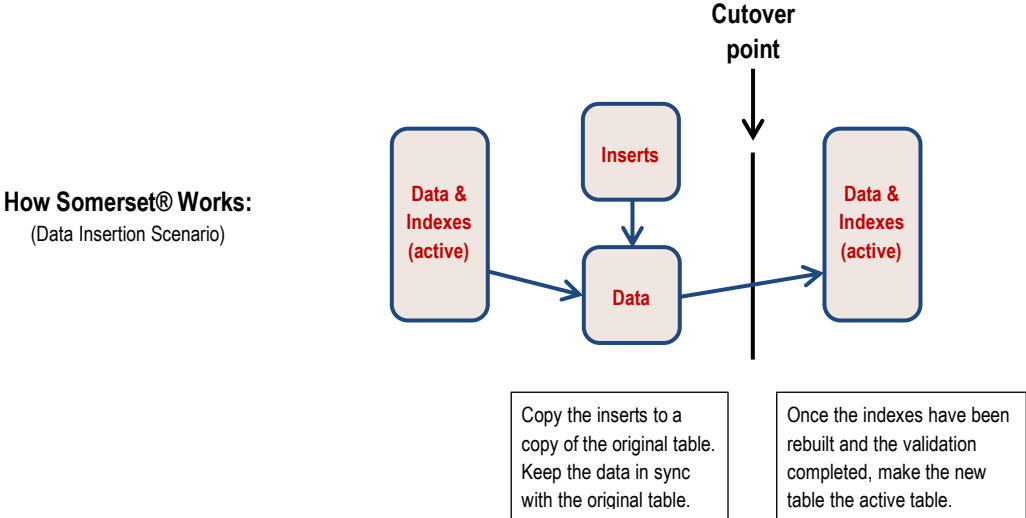 Cutover
point
How Somerset® Works:
(Data Insertion Scenario)
Data &
Indexes
(active)
Inserts
Data
Data &
Indexes
(active)
Copy the inserts to a
copy of the original table.
Keep the data in sync
with the original table.
Once the indexes have been
rebuilt and the validation
completed, make the new
table the active table.